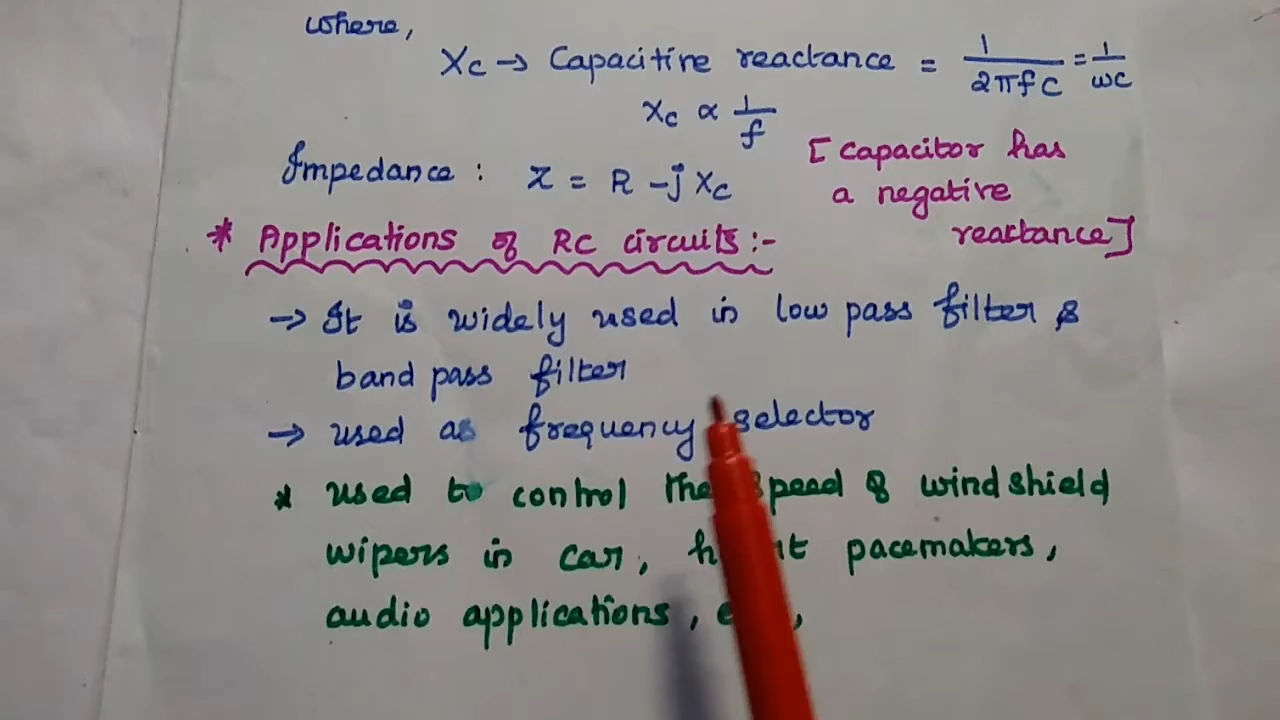 where,
Xc → Capacitive reactance = 1/2πfC = 1/ωC
Xc ∝ 1/f
Impedance : Z = R - j Xc [capacitor has a negative reactance]
* Applications of RC circuits:-
→ It is widely used in low pass filter &
band pass filter
→ used as frequency selector
* used to control the speed & windshield
wipers in car, pacemakers,
audio applications,